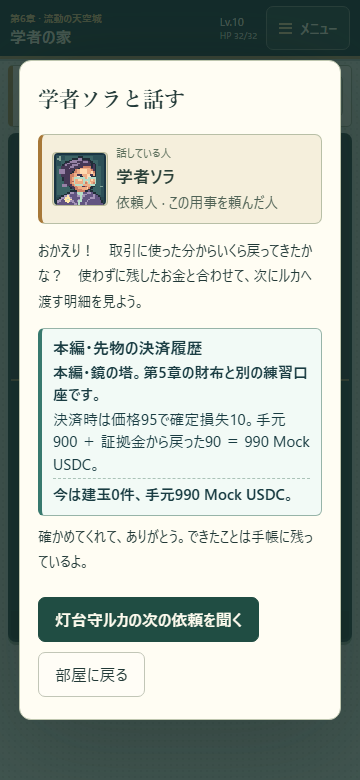 第6章・流動の天空城
学者の家
Lv.10
HP 32/32
メニュー
学者ソラと話す
話している人
学者ソラ
依頼人・この用事を頼んだ人
おかえり！　取引に使った分からいくら戻ってきたか
な？　使わずに残したお金と合わせて、次にルカへ
渡す明細を見よう。
本編・先物の決済履歴
本編・鏡の塔。第5章の財布と別の練習口
座です。
決済時は価格95で確定損失10。手元
900 ＋ 証拠金から戻った90 ＝ 990 Mock
USDC。
今は建玉0件、手元990 Mock USDC。
確かめてくれて、ありがとう。できたことは手帳に残っ
ているよ。
灯台守ルカの次の依頼を聞く
部屋に戻る